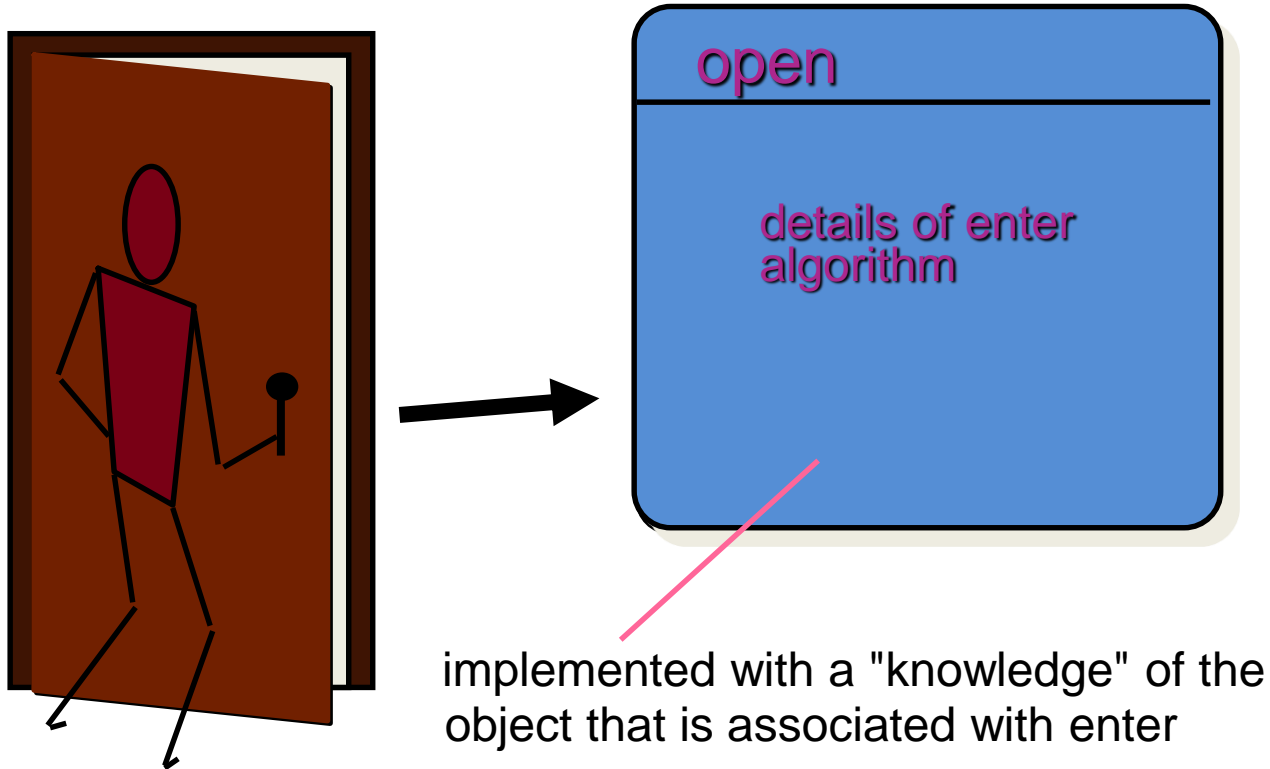 open
details of enter
algorithm
implemented with a "knowledge" of the
object that is associated with enter